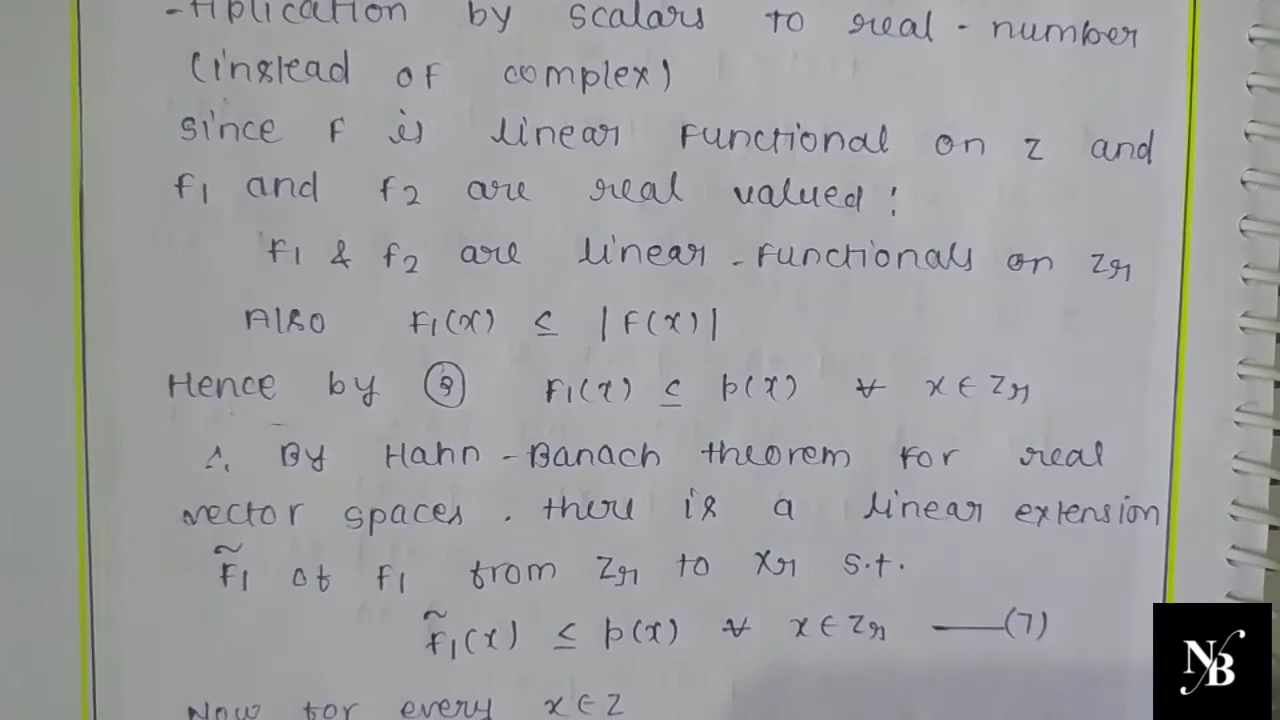 -tiplication by scalars to real - number
(instead of complex)
since f is linear functional on z and
f1 and f2 are real valued :
f1 & f2 are linear - functionals on Zr
Also f1(x) ≤ |f(x)|
Hence by ③ f1(x) ≤ p(x) ∀ x ∈ Zr
∴ By Hahn - Banach theorem for real
vector spaces . there is a linear extension
f̃1 of f1 from Zr to Xr s.t.
f̃1(x) ≤ p(x) ∀ x ∈ Zr —(7)
Now for every x ∈ Z
NB